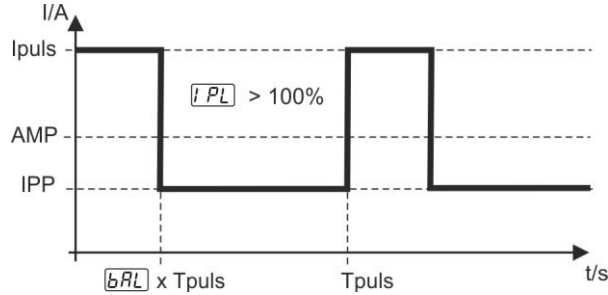 I/A
Ipuls
IPL > 100%
AMP
IPP
t/s
bAL x Tpuls
Tpuls